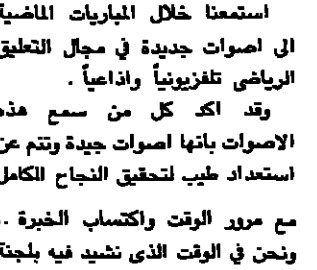 استمعنا خلال المباريات الماضية
الى اصوات جديدة في مجال التعليق
الرياضى تلفزيونياً واذاعياً .
وقد اكد كل من سمع هذه
الاصوات بانها اصوات جيدة وتنم عن
استعداد طيب لتحقيق النجاح الكامل
مع مرور الوقت واكتساب الخبرة ..
ونحن في الوقت الذى نشيد فيه بلجنة